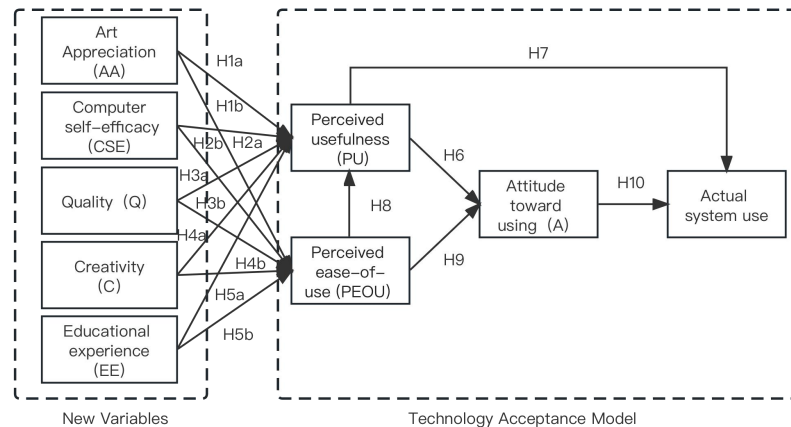 Art
Appreciation
(AA)
Computer
self-efficacy
(CSE)
Quality (Q)
Creativity
(C)
Educational
experience
(EE)
New Variables
H1a
H1b
H2b
H2a
H3a
H3b
H4a
H4b
H5a
H5b
Perceived
usefulness
(PU)
Perceived
ease-of-
use (PEOU)
H7
H6
H8
H9
Attitude
toward
using (A)
H10
Actual
system use
Technology Acceptance Model